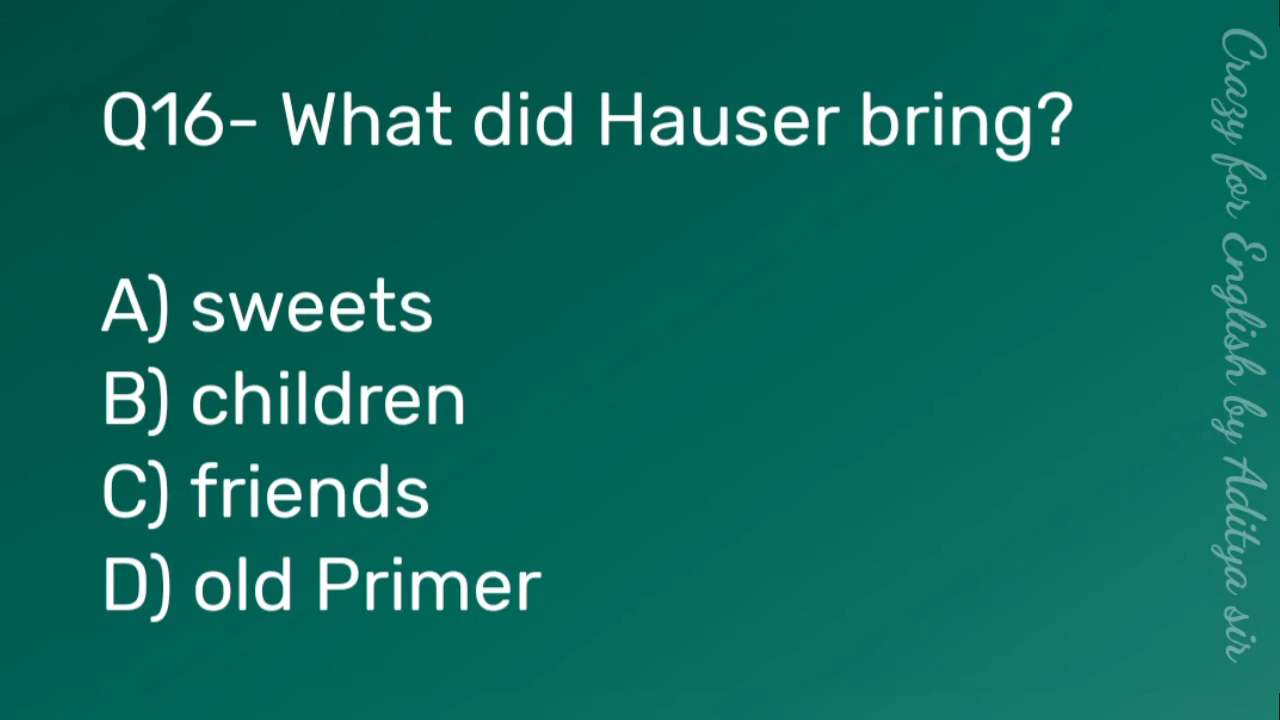 Q16- What did Hauser bring?
A) sweets
B) children
C) friends
D) old Primer
Crazy for English by Aditya sir